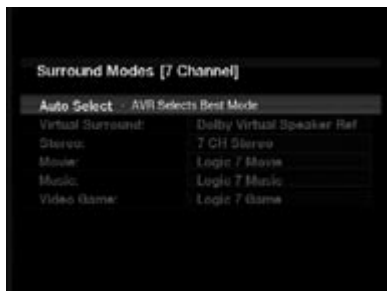 Surround Modes [7 Channel]
Auto Select - AVR Selects Best Mode
Virtual Surround: Dolby Virtual Speaker Ref
Stereo: 7 CH Stereo
Movie: Logic 7 Movie
Music: Logic 7 Music
Video Game: Logic 7 Game